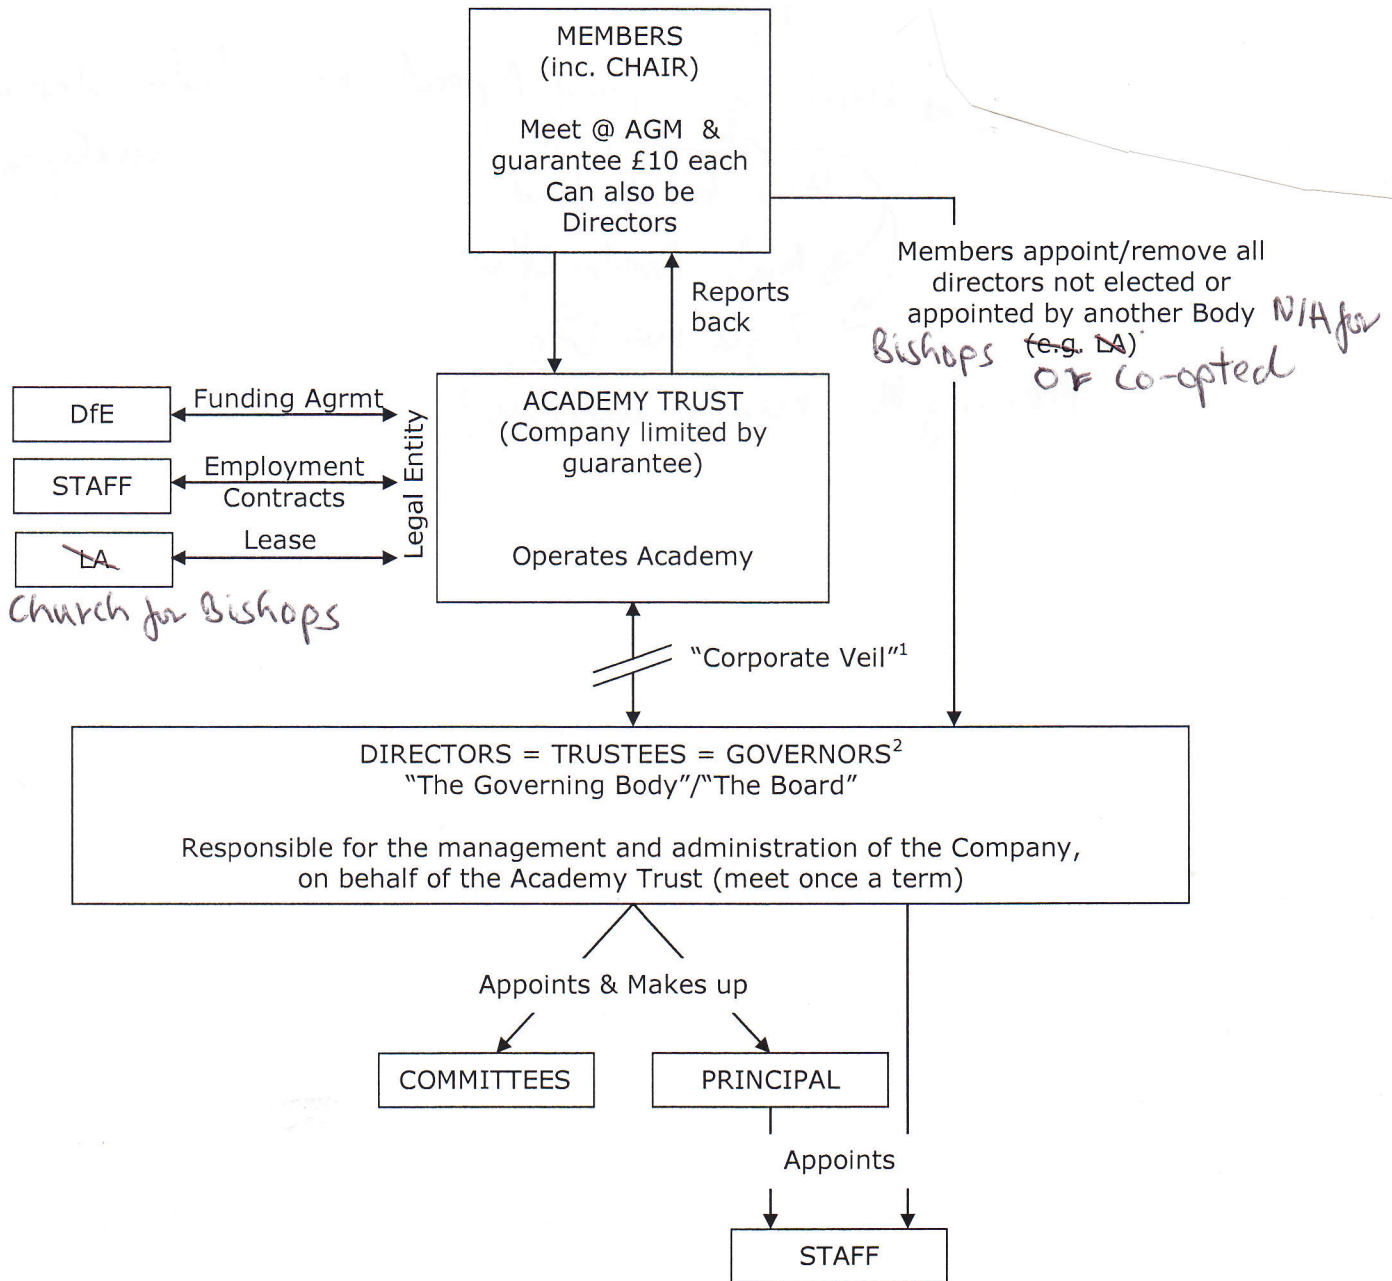 MEMBERS
(inc. CHAIR)
Meet @ AGM &
guarantee £10 each
Can also be
Directors
Members appoint/remove all
directors not elected or
appointed by another Body N/A for
Bishops (e.g. LA)
or co-opted
Reports
back
DfE
Funding Agrmt
STAFF
Employment
Contracts
LA
Lease
Church for Bishops
Legal Entity
ACADEMY TRUST
(Company limited by
guarantee)
Operates Academy
“Corporate Veil”¹
DIRECTORS = TRUSTEES = GOVERNORS²
“The Governing Body”/“The Board”
Responsible for the management and administration of the Company,
on behalf of the Academy Trust (meet once a term)
Appoints & Makes up
COMMITTEES
PRINCIPAL
Appoints
STAFF